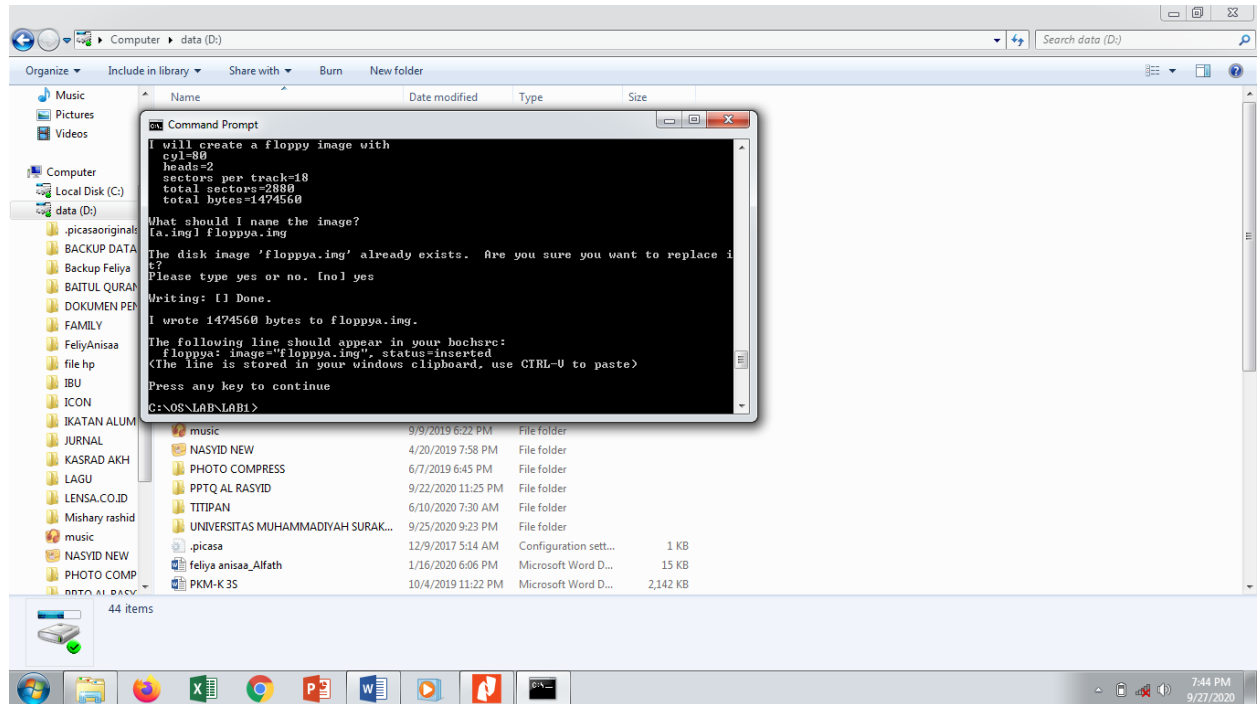 Computer ▸ data (D:)
Search data (D:)
Organize
Include in library
Share with
Burn
New folder
Music
Pictures
Videos
Computer
Local Disk (C:)
data (D:)
.picasaoriginals
BACKUP DATA
Backup Feliya
BAITUL QURAN
DOKUMEN PEN
FAMILY
FeliyAnisaa
file hp
IBU
ICON
IKATAN ALUM
JURNAL
KASRAD AKH
LAGU
LENSA.CO.ID
Mishary rashid
music
NASYID NEW
PHOTO COMP
Name Date modified Type Size
Command Prompt
I will create a floppy image with
cyl=80
heads=2
sectors per track=18
total sectors=2880
total bytes=1474560
What should I name the image?
[a.img] floppya.img
The disk image 'floppya.img' already exists.  Are you sure you want to replace i
t?
Please type yes or no. [no] yes
Writing: [] Done.
I wrote 1474560 bytes to floppya.img.
The following line should appear in your bochsrc:
floppya: image="floppya.img", status=inserted
(The line is stored in your windows clipboard, use CTRL-V to paste)
Press any key to continue
C:\OS\LAB\LAB1>
music 9/9/2019 6:22 PM File folder
NASYID NEW 4/20/2019 7:58 PM File folder
PHOTO COMPRESS 6/7/2019 6:45 PM File folder
PPTQ AL RASYID 9/22/2020 11:25 PM File folder
TITIPAN 6/10/2020 7:30 AM File folder
UNIVERSITAS MUHAMMADIYAH SURAK... 9/25/2020 9:23 PM File folder
.picasa 12/9/2017 5:14 AM Configuration sett... 1 KB
feliya anisaa_Alfath 1/16/2020 6:06 PM Microsoft Word D... 15 KB
PKM-K 3S 10/4/2019 11:22 PM Microsoft Word D... 2,142 KB
44 items
7:44 PM
9/27/2020